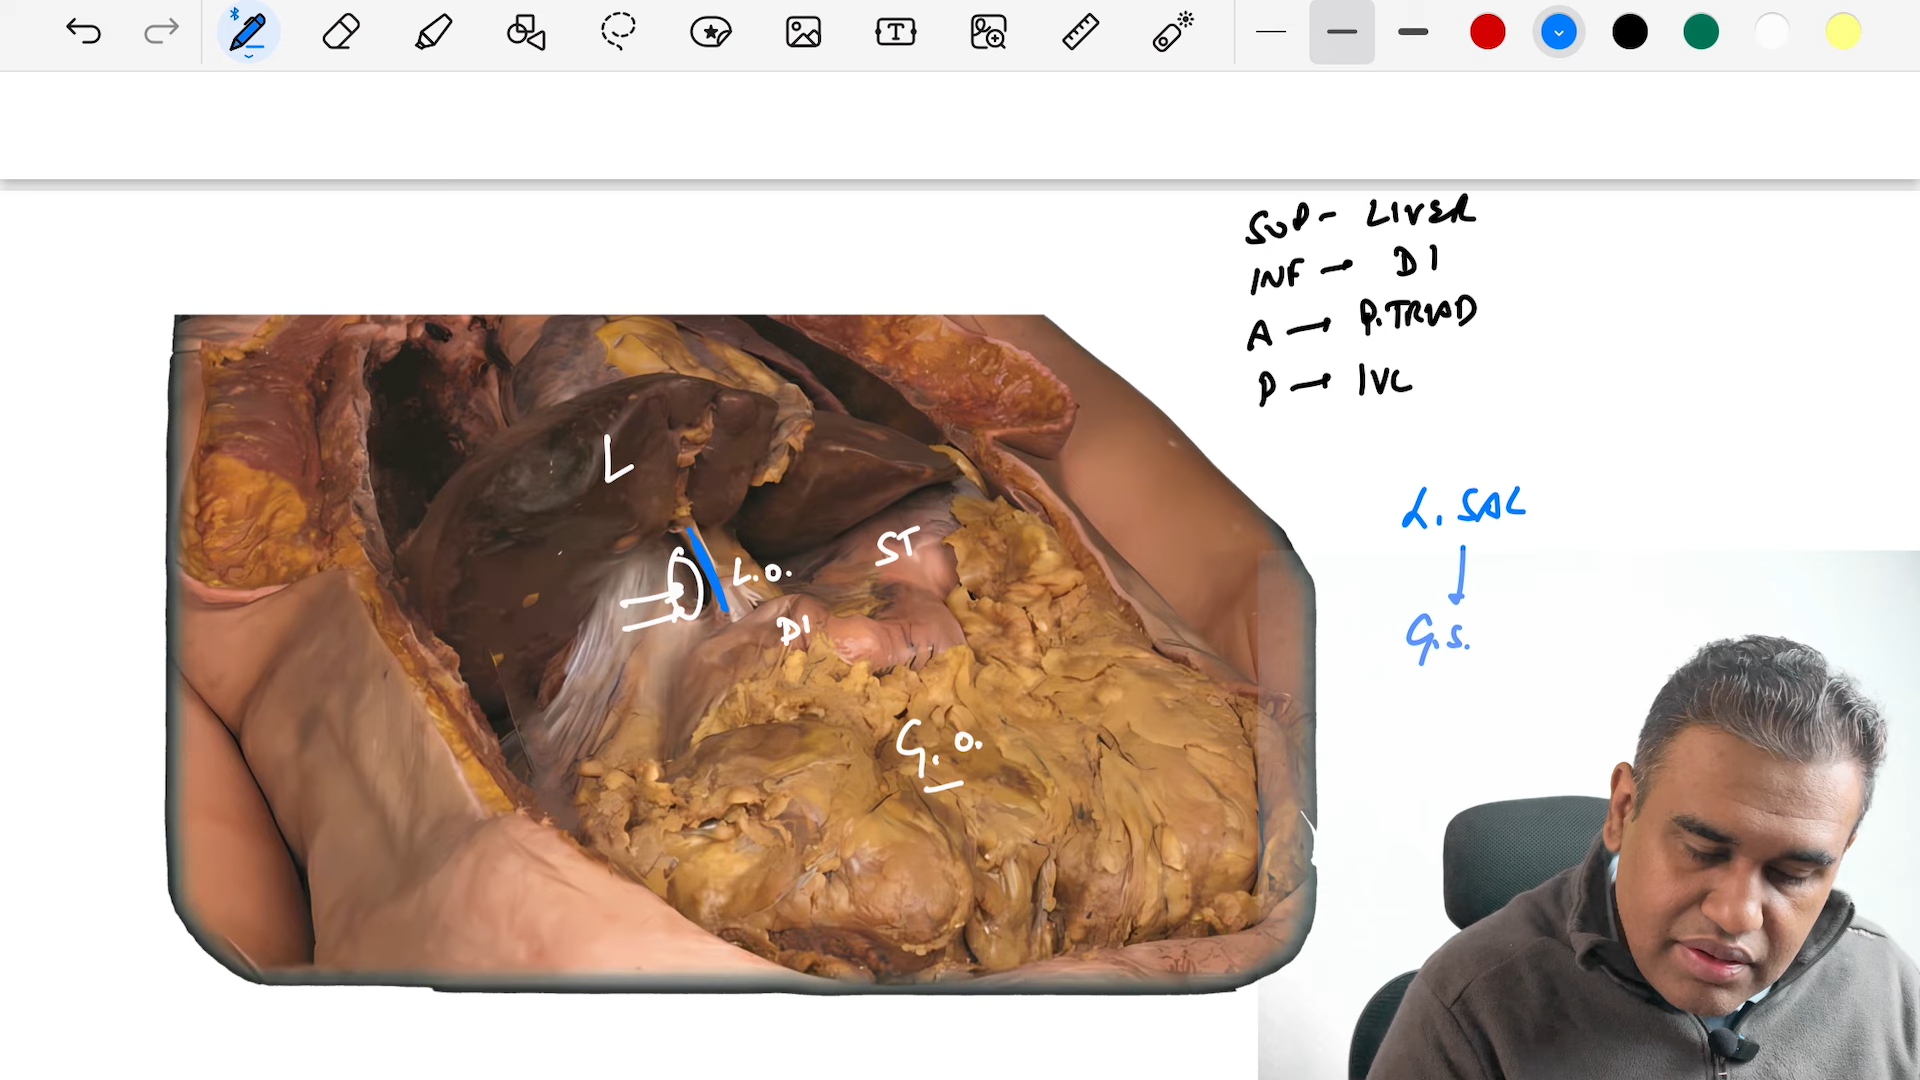 SUP - LIVER
INF → D1
A → P.TRIAD
P → IVC
L
L. SAC
ST
L.O.
D1
G.S.
G.O.